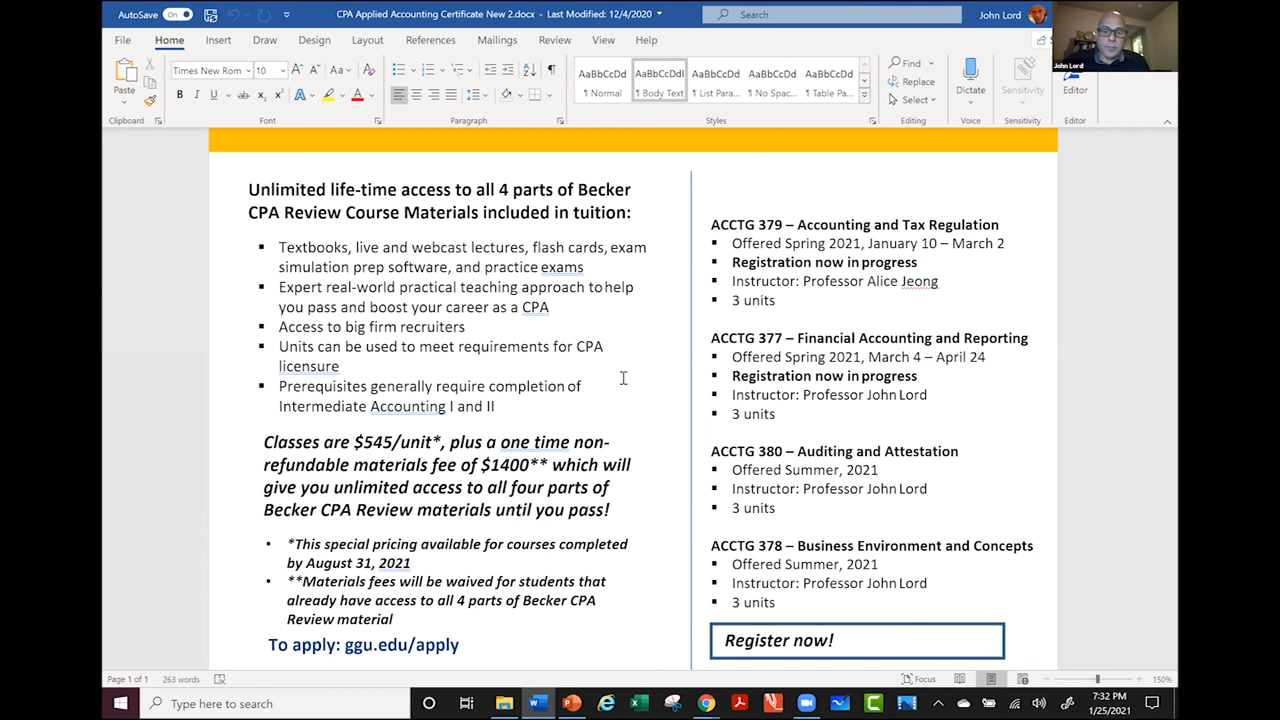 AutoSave On
CPA Applied Accounting Certificate New 2.docx - Last Modified: 12/4/2020
Search
John Lord
File Home Insert Draw Design Layout References Mailings Review View Help
Paste
Clipboard
Times New Rom 10
Font
Paragraph
AaBbCcDd AaBbCcDdI AaBbCcDd AaBbCcDd AaBbCcDd
¶ Normal ¶ Body Text ¶ List Para... ¶ No Spac... ¶ Table Pa...
Styles
Find
Replace
Select
Editing
Dictate
Voice
Sensitivity
Sensitivity
Editor
Editor
John Lord
Unlimited life-time access to all 4 parts of Becker
CPA Review Course Materials included in tuition:
▪ Textbooks, live and webcast lectures, flash cards, exam
simulation prep software, and practice exams
▪ Expert real-world practical teaching approach to help
you pass and boost your career as a CPA
▪ Access to big firm recruiters
▪ Units can be used to meet requirements for CPA
licensure
▪ Prerequisites generally require completion of
Intermediate Accounting I and II
Classes are $545/unit*, plus a one time non-
refundable materials fee of $1400** which will
give you unlimited access to all four parts of
Becker CPA Review materials until you pass!
• *This special pricing available for courses completed
by August 31, 2021
• **Materials fees will be waived for students that
already have access to all 4 parts of Becker CPA
Review material
To apply: ggu.edu/apply
ACCTG 379 – Accounting and Tax Regulation
▪ Offered Spring 2021, January 10 – March 2
▪ Registration now in progress
▪ Instructor: Professor Alice Jeong
▪ 3 units
ACCTG 377 – Financial Accounting and Reporting
▪ Offered Spring 2021, March 4 – April 24
▪ Registration now in progress
▪ Instructor: Professor John Lord
▪ 3 units
ACCTG 380 – Auditing and Attestation
▪ Offered Summer, 2021
▪ Instructor: Professor John Lord
▪ 3 units
ACCTG 378 – Business Environment and Concepts
▪ Offered Summer, 2021
▪ Instructor: Professor John Lord
▪ 3 units
Register now!
Page 1 of 1 263 words
Focus
150%
Type here to search
7:32 PM
1/25/2021